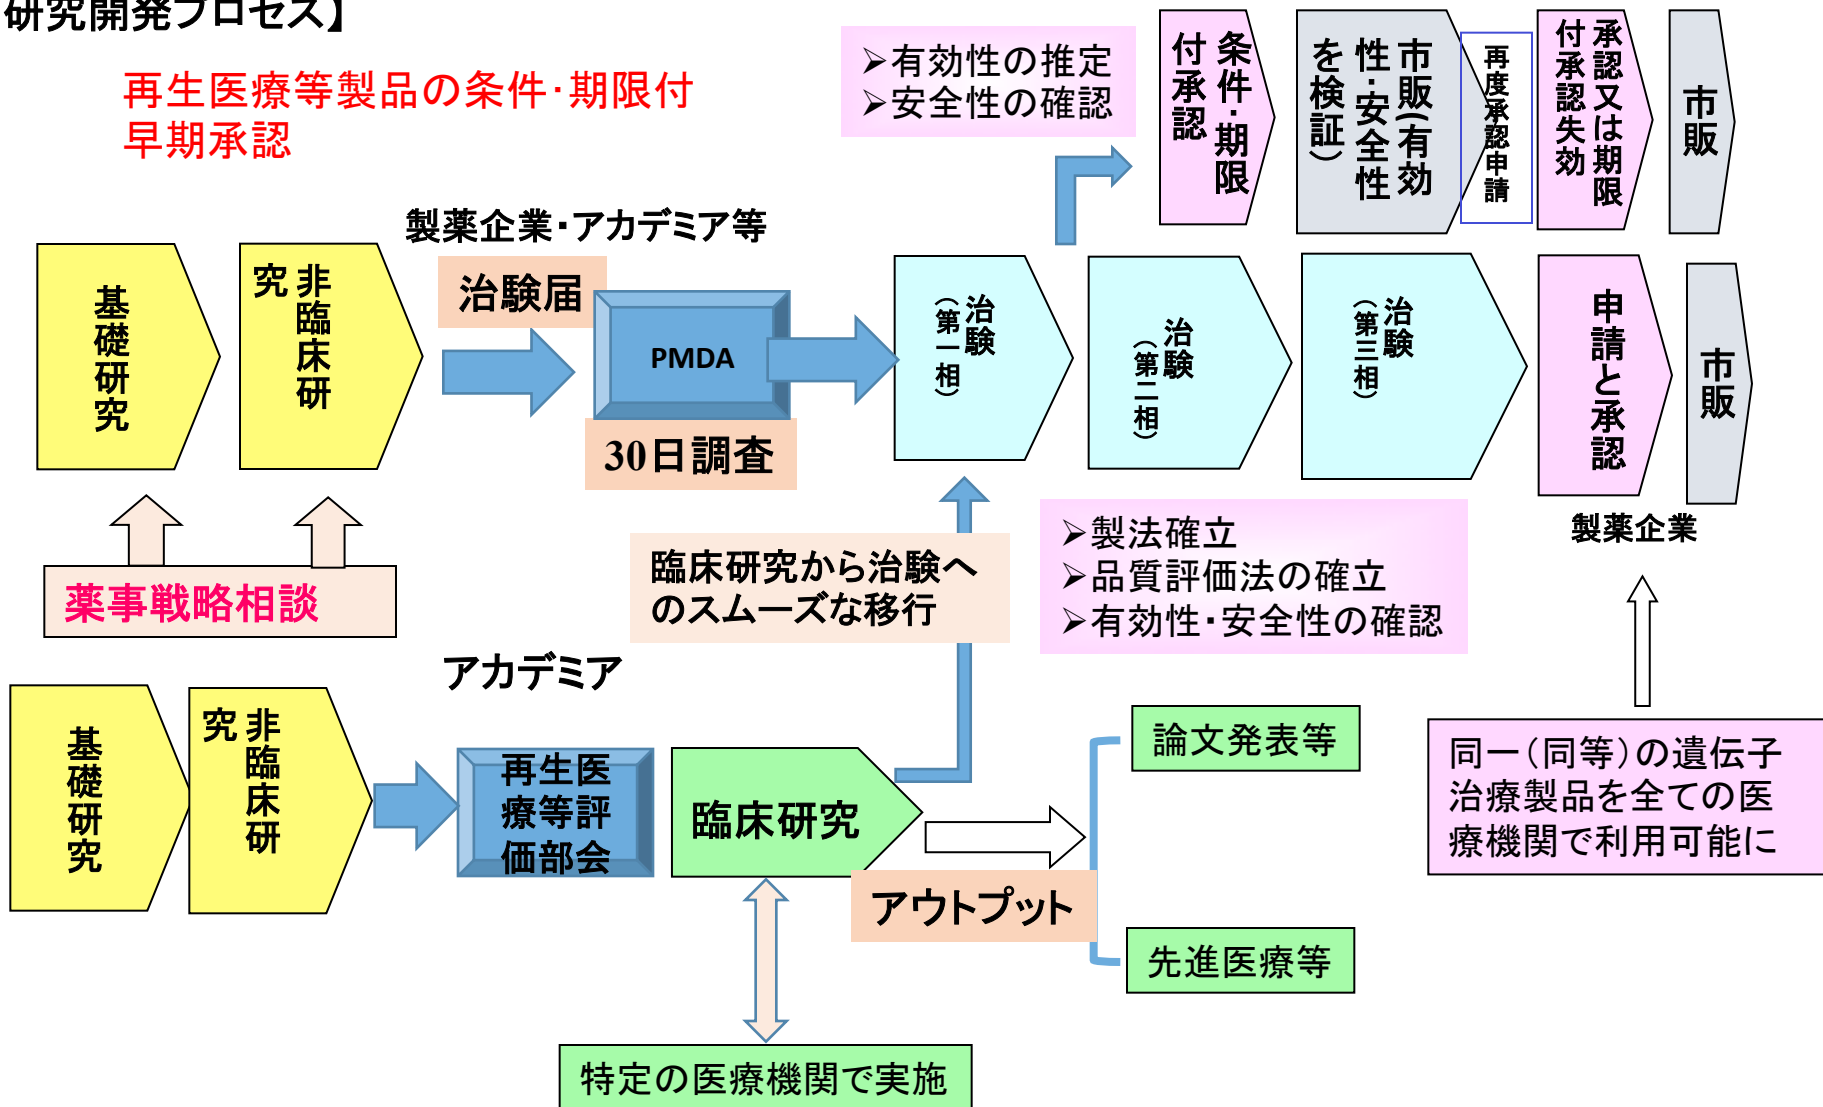 研究開発プロセス】
再生医療等製品の条件・期限付
早期承認
➢有効性の推定
➢安全性の確認
条件・期限
付承認
市販(有効
性・安全性
を検証)
再度承認申請
承認又は期限
付承認失効
市販
製薬企業・アカデミア等
基礎研究
非臨床研
究
治験届
PMDA
30日調査
治験
(第一相)
治験
(第二相)
治験
(第三相)
申請と承認
市販
製薬企業
薬事戦略相談
臨床研究から治験へ
のスムーズな移行
➢製法確立
➢品質評価法の確立
➢有効性・安全性の確認
アカデミア
基礎研究
非臨床研
究
再生医
療等評
価部会
臨床研究
アウトプット
論文発表等
先進医療等
同一(同等)の遺伝子
治療製品を全ての医
療機関で利用可能に
特定の医療機関で実施